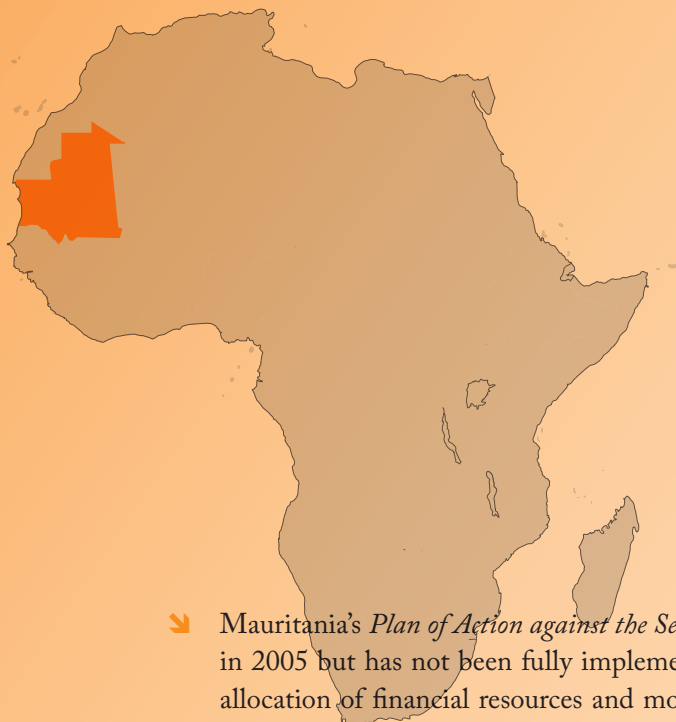 Mauritania's Plan of Action against the Se
in 2005 but has not been fully impleme
allocation of financial resources and mo